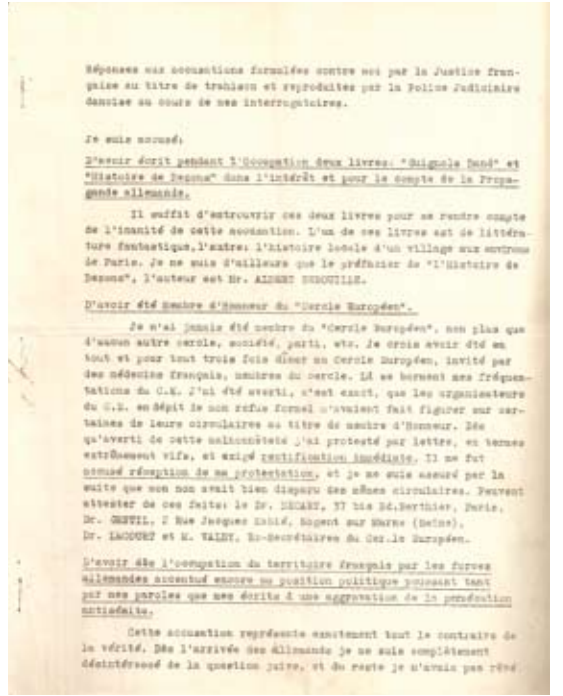 Réponses aux accusations formulées contre moi par la Justice fran-
çaise au titre de trahison et reproduites par la Police Judiciaire
danoise au cours de mes interrogatoires.
Je suis accusé:
D'avoir écrit pendant l'Occupation deux livres: "Guignols Band" et
"Histoire de Bezons" dans l'intérêt et pour le compte de la Propa-
gande allemande.
Il suffit d'entrouvrir ces deux livres pour se rendre compte
de l'inanité de cette accusation. L'un de ces livres est de littéra-
ture fantastique, l'autre: l'histoire locale d'un village aux environs
de Paris. Je ne suis d'ailleurs que le préfacier de "l'Histoire de
Bezons", l'auteur est Mr. ALBERT SEROUILLE.
D'avoir été membre d'Honneur du "Cercle Européen".
Je n'ai jamais été membre du "Cercle Européen", non plus que
d'aucun autre cercle, société, parti, etc. Je crois avoir été en
tout et pour tout trois fois dîner au Cercle Européen, invité par
des médecins français, membres du cercle. Là se bornent mes fréquen-
tations du C.E. J'ai été averti, c'est exact, que les organisateurs
du C.E. en dépit de mon refus formel m'avaient fait figurer sur cer-
taines de leurs circulaires au titre de membre d'Honneur. Dès
qu'averti de cette malhonnêteté j'ai protesté par lettre, en termes
extrêmement vifs, et exigé rectification immédiate. Il me fut
accusé réception de ma protestation, et je me suis assuré par la
suite que mon nom avait bien disparu des mêmes circulaires. Peuvent
attester de ces faits: le Dr. BECART, 37 bis Bd.Berthier, Paris.
Dr. GENTIL, 2 Rue Jacques Nogent sur Marne (Seine).
Dr. JACOURT et M. VALRY, Ex-Secrétaires du Cercle Européen.
D'avoir dès l'occupation du territoire français par les forces
allemandes accentué encore sa position politique poussant tant
par mes paroles que mes écrits à une aggravation de la persécution
antisémite.
Cette accusation représente exactement tout le contraire de
la vérité. Dès l'arrivée des Allemands je me suis complètement
désintéressé de la question juive, et du reste je n'avais pas rêvé